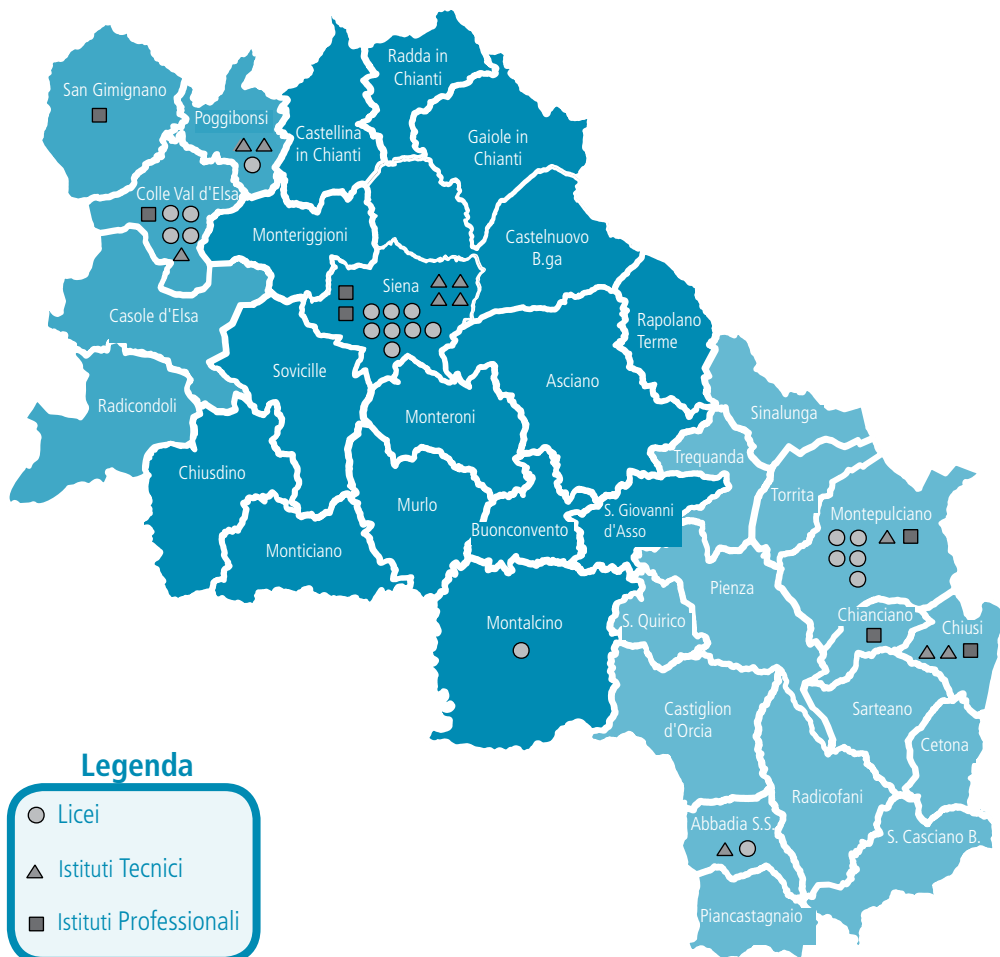 Radda in
Chianti
San Gimignano
Poggibonsi
Castellina
in Chianti
Gaiole in
Chianti
Colle Val d'Elsa
Monteriggioni
Castelnuovo
B.ga
Siena
Casole d'Elsa
Rapolano
Terme
Sovicille
Asciano
Radicondoli
Monteroni
Sinalunga
Trequanda
Chiusdino
Torrita
Murlo
S. Giovanni
d'Asso
Montepulciano
Buonconvento
Monticiano
Pienza
Chianciano
Montalcino
S. Quirico
Chiusi
Castiglion
d'Orcia
Sarteano
Cetona
Radicofani
Abbadia S.S.
S. Casciano B.
Piancastagnaio
Legenda
Licei
Istituti Tecnici
Istituti Professionali